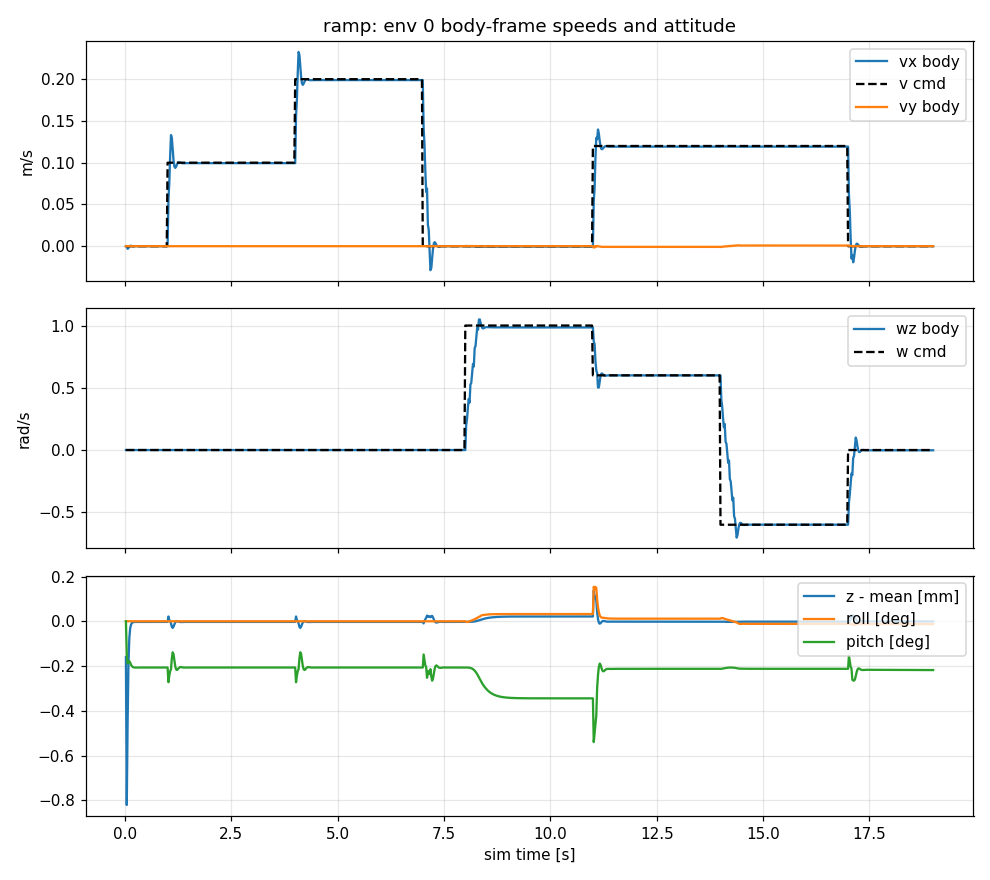 ramp: env 0 body-frame speeds and attitude
0.20
0.15
0.10
0.05
0.00
m/s
vx body
v cmd
vy body
1.0
0.5
0.0
−0.5
rad/s
wz body
w cmd
0.2
0.0
−0.2
−0.4
−0.6
−0.8
z - mean [mm]
roll [deg]
pitch [deg]
0.0 2.5 5.0 7.5 10.0 12.5 15.0 17.5
sim time [s]